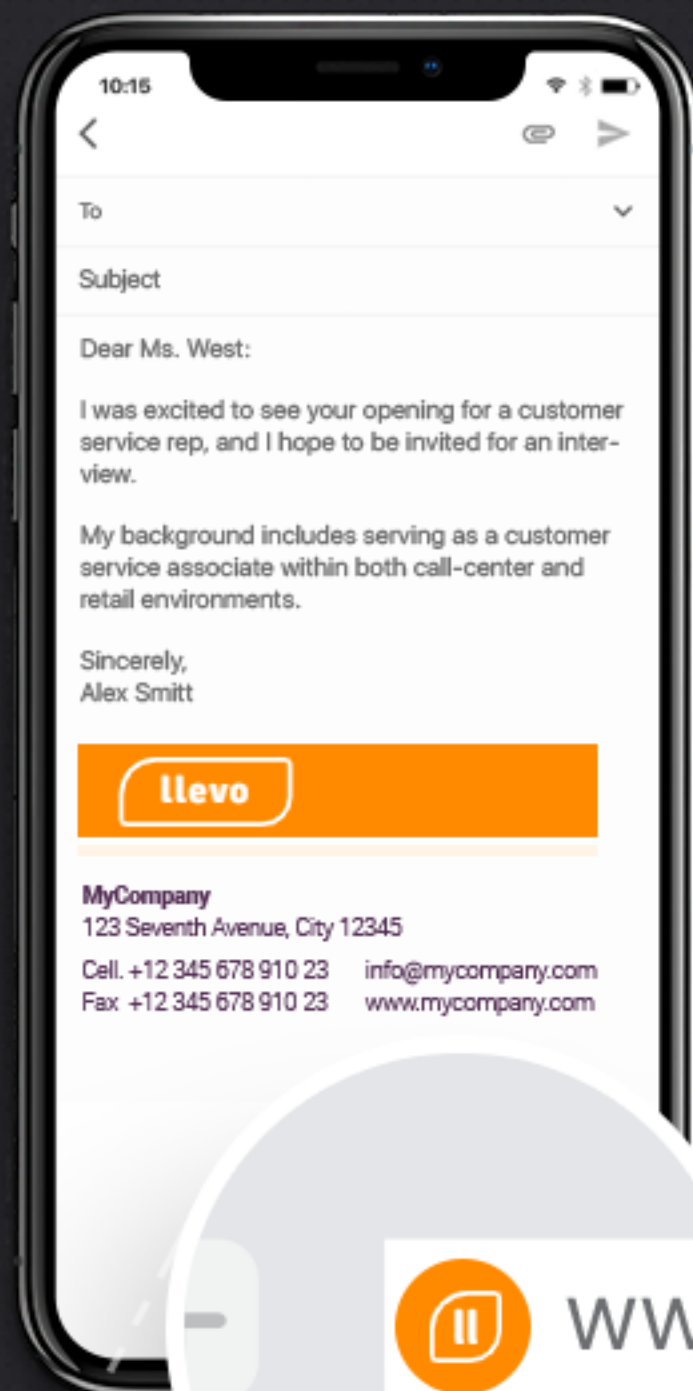 10:15
To
Subject
Dear Ms. West:
I was excited to see your opening for a customer
service rep, and I hope to be invited for an inter-
view.
My background includes serving as a customer
service associate within both call-center and
retail environments.
Sincerely,
Alex Smitt
llevo
MyCompany
123 Seventh Avenue, City 12345
Cell. +12 345 678 910 23 info@mycompany.com
Fax +12 345 678 910 23 www.mycompany.com
ll